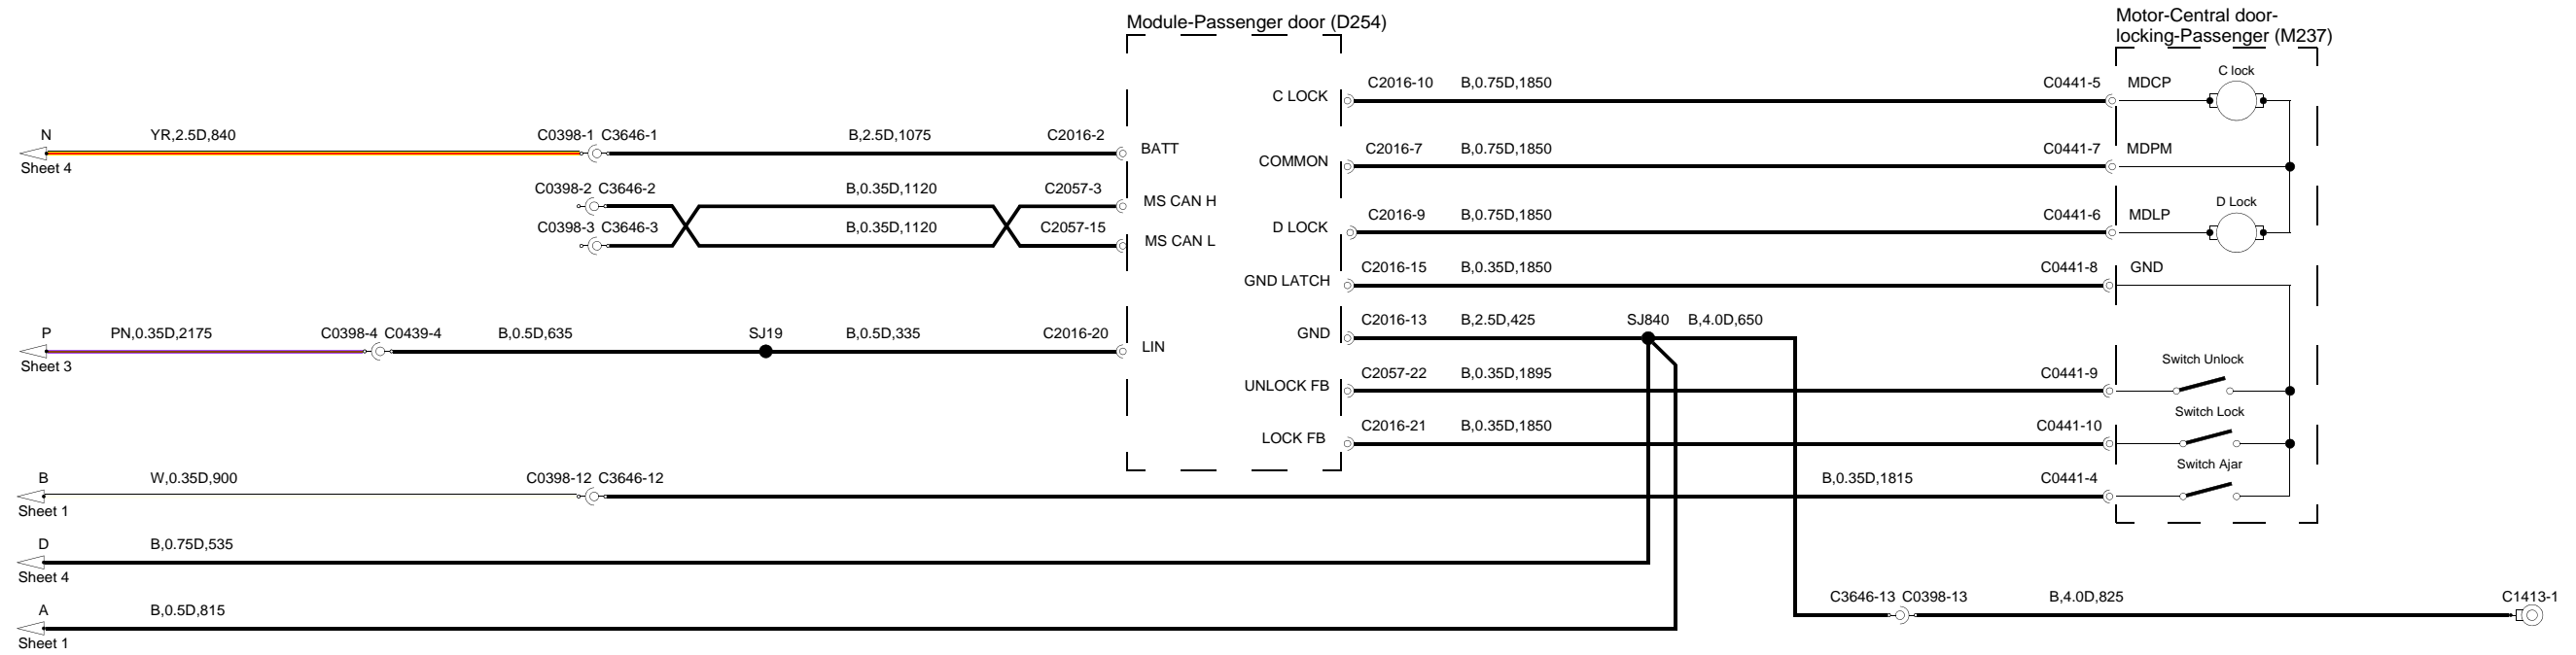 Module-Passenger door (D254)
Motor-Central door-
locking-Passenger (M237)
C LOCK
C2016-10
B,0.75D,1850
C0441-5
MDCP
C lock
N
YR,2.5D,840
C0398-1
C3646-1
B,2.5D,1075
C2016-2
BATT
Sheet 4
COMMON
C2016-7
B,0.75D,1850
C0441-7
MDPM
C0398-2
C3646-2
B,0.35D,1120
C2057-3
MS CAN H
C0398-3
C3646-3
B,0.35D,1120
C2057-15
MS CAN L
D LOCK
C2016-9
B,0.75D,1850
C0441-6
MDLP
D Lock
GND LATCH
C2016-15
B,0.35D,1850
C0441-8
GND
P
PN,0.35D,2175
C0398-4
C0439-4
B,0.5D,635
SJ19
B,0.5D,335
C2016-20
LIN
Sheet 3
GND
C2016-13
B,2.5D,425
SJ840
B,4.0D,650
UNLOCK FB
C2057-22
B,0.35D,1895
C0441-9
Switch Unlock
LOCK FB
C2016-21
B,0.35D,1850
C0441-10
Switch Lock
B
W,0.35D,900
C0398-12
C3646-12
B,0.35D,1815
C0441-4
Switch Ajar
Sheet 1
D
B,0.75D,535
Sheet 4
A
B,0.5D,815
Sheet 1
C3646-13
C0398-13
B,4.0D,825
C1413-1